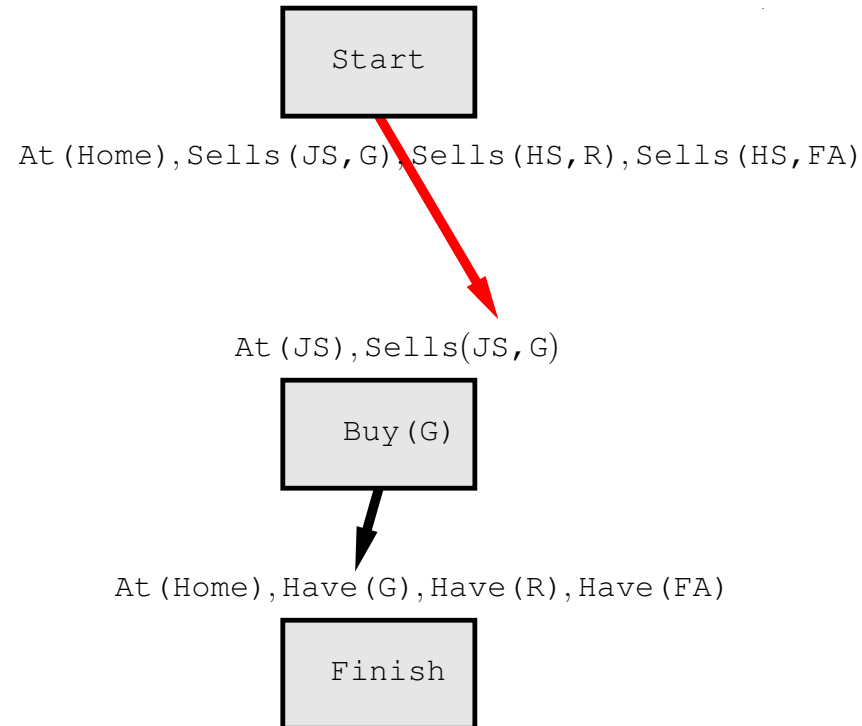 Start
At(Home),Sells(JS,G),Sells(HS,R),Sells(HS,FA)
At(JS),Sells(JS,G)
Buy(G)
At(Home),Have(G),Have(R),Have(FA)
Finish